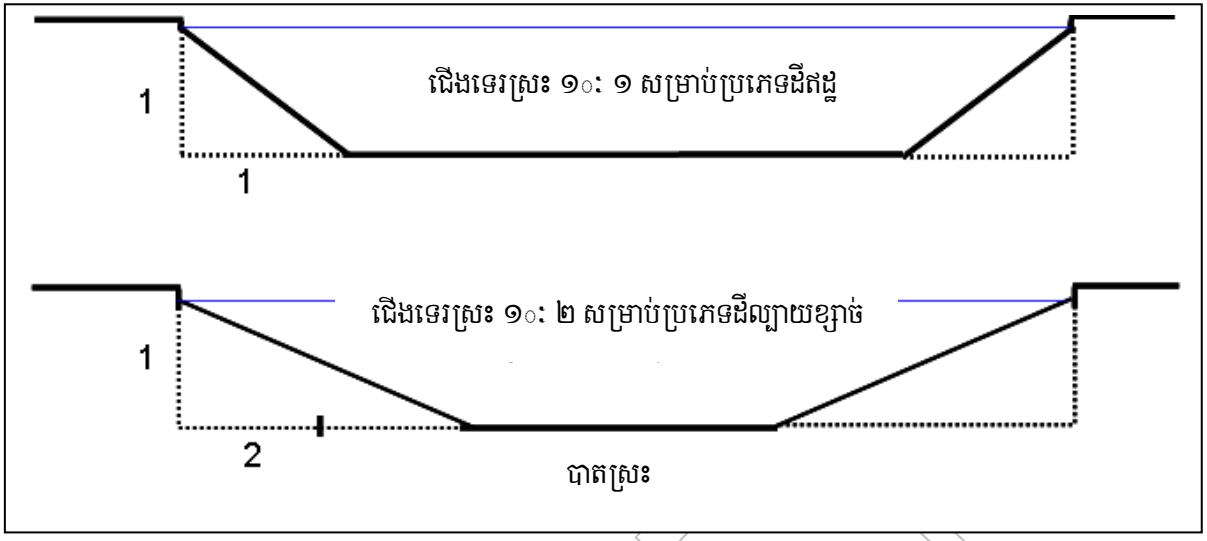 ជើងទេរស្រះ ១ៈ ១ សម្រាប់ប្រភេទដីឥដ្ឋ
1
1
ជើងទេរស្រះ ១ៈ ២ សម្រាប់ប្រភេទដីល្បាយខ្សាច់
1
2
បាតស្រះ